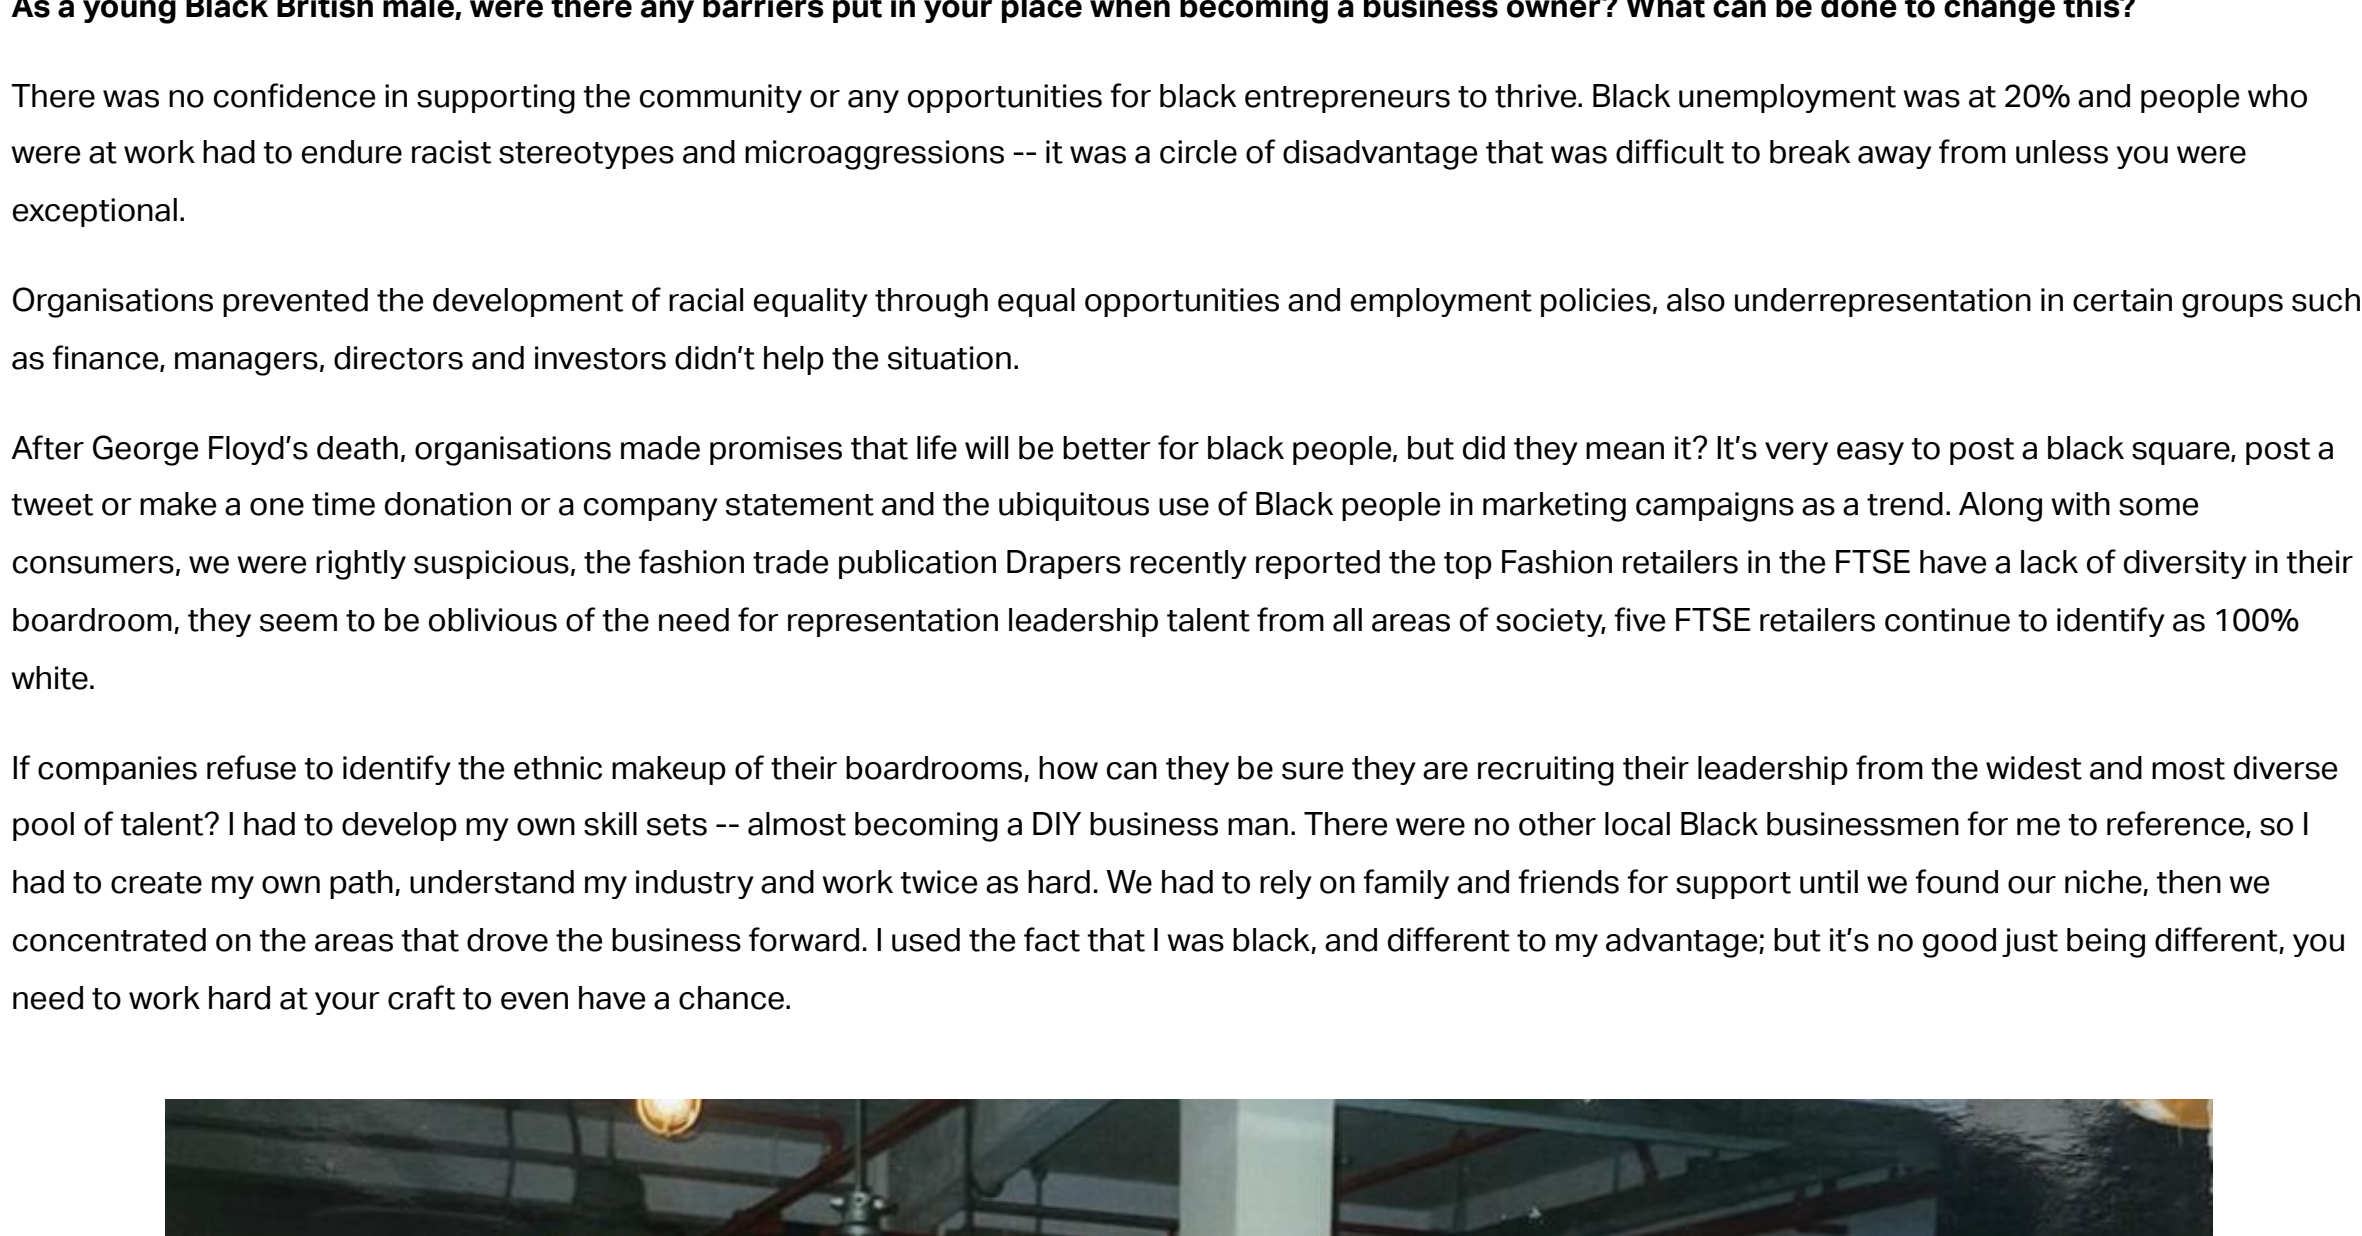 As a young Black British male, were there any barriers put in your place when becoming a business owner? What can be done to change this?
There was no confidence in supporting the community or any opportunities for black entrepreneurs to thrive. Black unemployment was at 20% and people who
were at work had to endure racist stereotypes and microaggressions -- it was a circle of disadvantage that was difficult to break away from unless you were
exceptional.
Organisations prevented the development of racial equality through equal opportunities and employment policies, also underrepresentation in certain groups such
as finance, managers, directors and investors didn't help the situation.
After George Floyd's death, organisations made promises that life will be better for black people, but did they mean it? It's very easy to post a black square, post a
tweet or make a one time donation or a company statement and the ubiquitous use of Black people in marketing campaigns as a trend. Along with some
consumers, we were rightly suspicious, the fashion trade publication Drapers recently reported the top Fashion retailers in the FTSE have a lack of diversity in their
boardroom, they seem to be oblivious of the need for representation leadership talent from all areas of society, five FTSE retailers continue to identify as 100%
white.
If companies refuse to identify the ethnic makeup of their boardrooms, how can they be sure they are recruiting their leadership from the widest and most diverse
pool of talent? I had to develop my own skill sets -- almost becoming a DIY business man. There were no other local Black businessmen for me to reference, so I
had to create my own path, understand my industry and work twice as hard. We had to rely on family and friends for support until we found our niche, then we
concentrated on the areas that drove the business forward. I used the fact that I was black, and different to my advantage; but it's no good just being different, you
need to work hard at your craft to even have a chance.